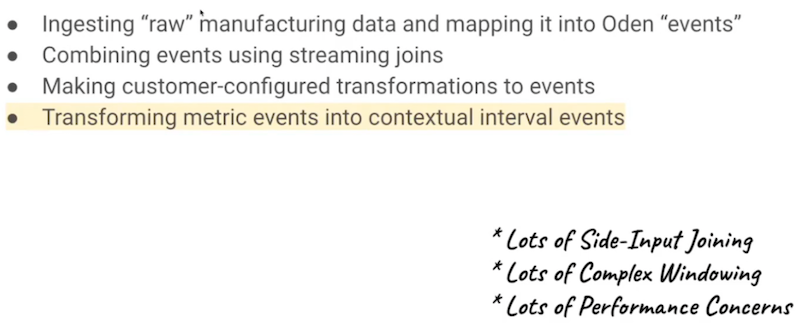 ● Ingesting “raw” manufacturing data and mapping it into Oden “events”
● Combining events using streaming joins
● Making customer-configured transformations to events
● Transforming metric events into contextual interval events
* Lots of Side-Input Joining
* Lots of Complex Windowing
* Lots of Performance Concerns